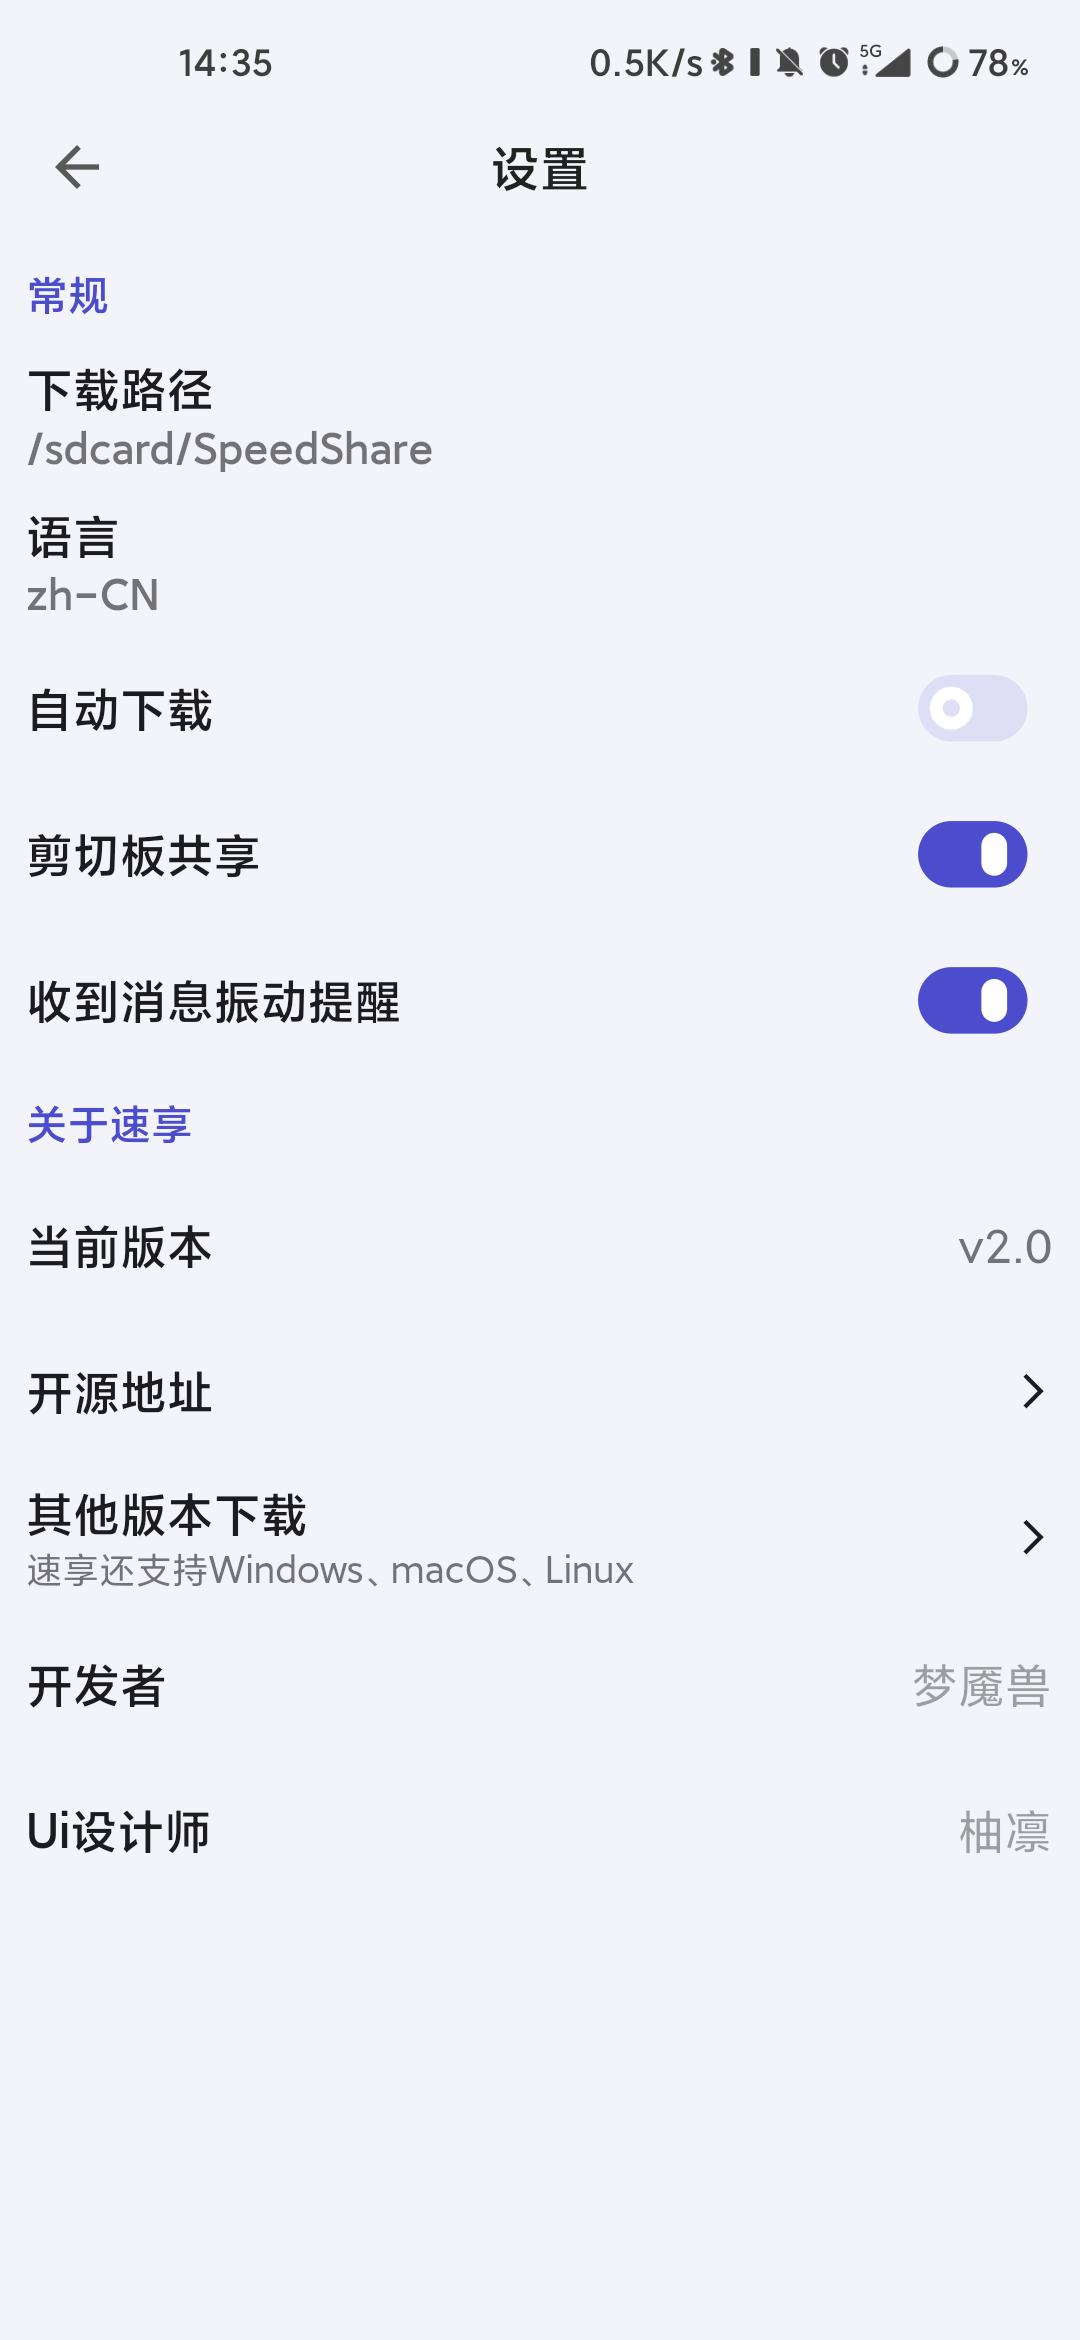 14:35
0.5K/s 5G 78%
设置
常规
下载路径
/sdcard/SpeedShare
语言
zh-CN
自动下载
剪切板共享
收到消息振动提醒
关于速享
当前版本 v2.0
开源地址
其他版本下载
速享还支持Windows、macOS、Linux
开发者 梦魇兽
Ui设计师 柚凛